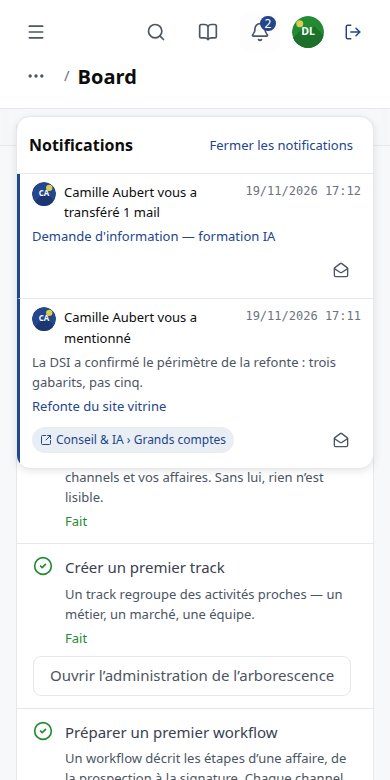 2
DL
… / Board
Notifications
Fermer les notifications
CA
Camille Aubert vous a
transféré 1 mail
19/11/2026 17:12
Demande d'information — formation IA
CA
Camille Aubert vous a
mentionné
19/11/2026 17:11
La DSI a confirmé le périmètre de la refonte : trois
gabarits, pas cinq.
Refonte du site vitrine
Conseil & IA › Grands comptes
channels et vos affaires. Sans lui, rien n’est
lisible.
Fait
Créer un premier track
Un track regroupe des activités proches — un
métier, un marché, une équipe.
Fait
Ouvrir l’administration de l’arborescence
Préparer un premier workflow
Un workflow décrit les étapes d’une affaire, de
la prospection à la signature. Chaque channel